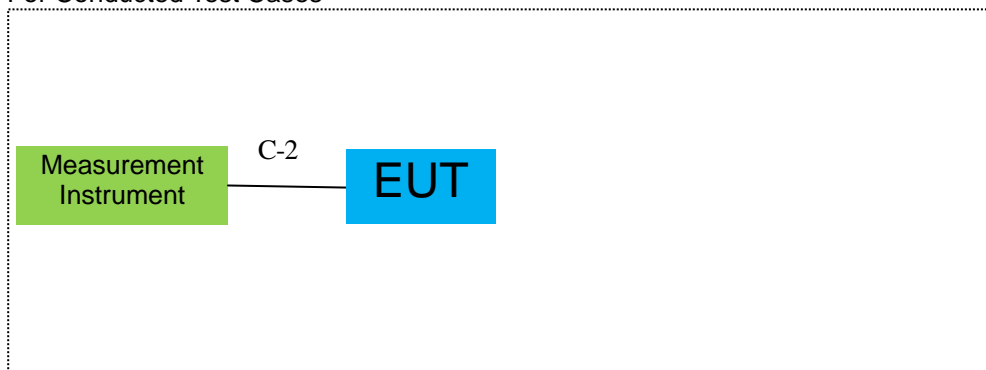 For Conducted Test Cases
Measurement
Instrument
C-2
EUT